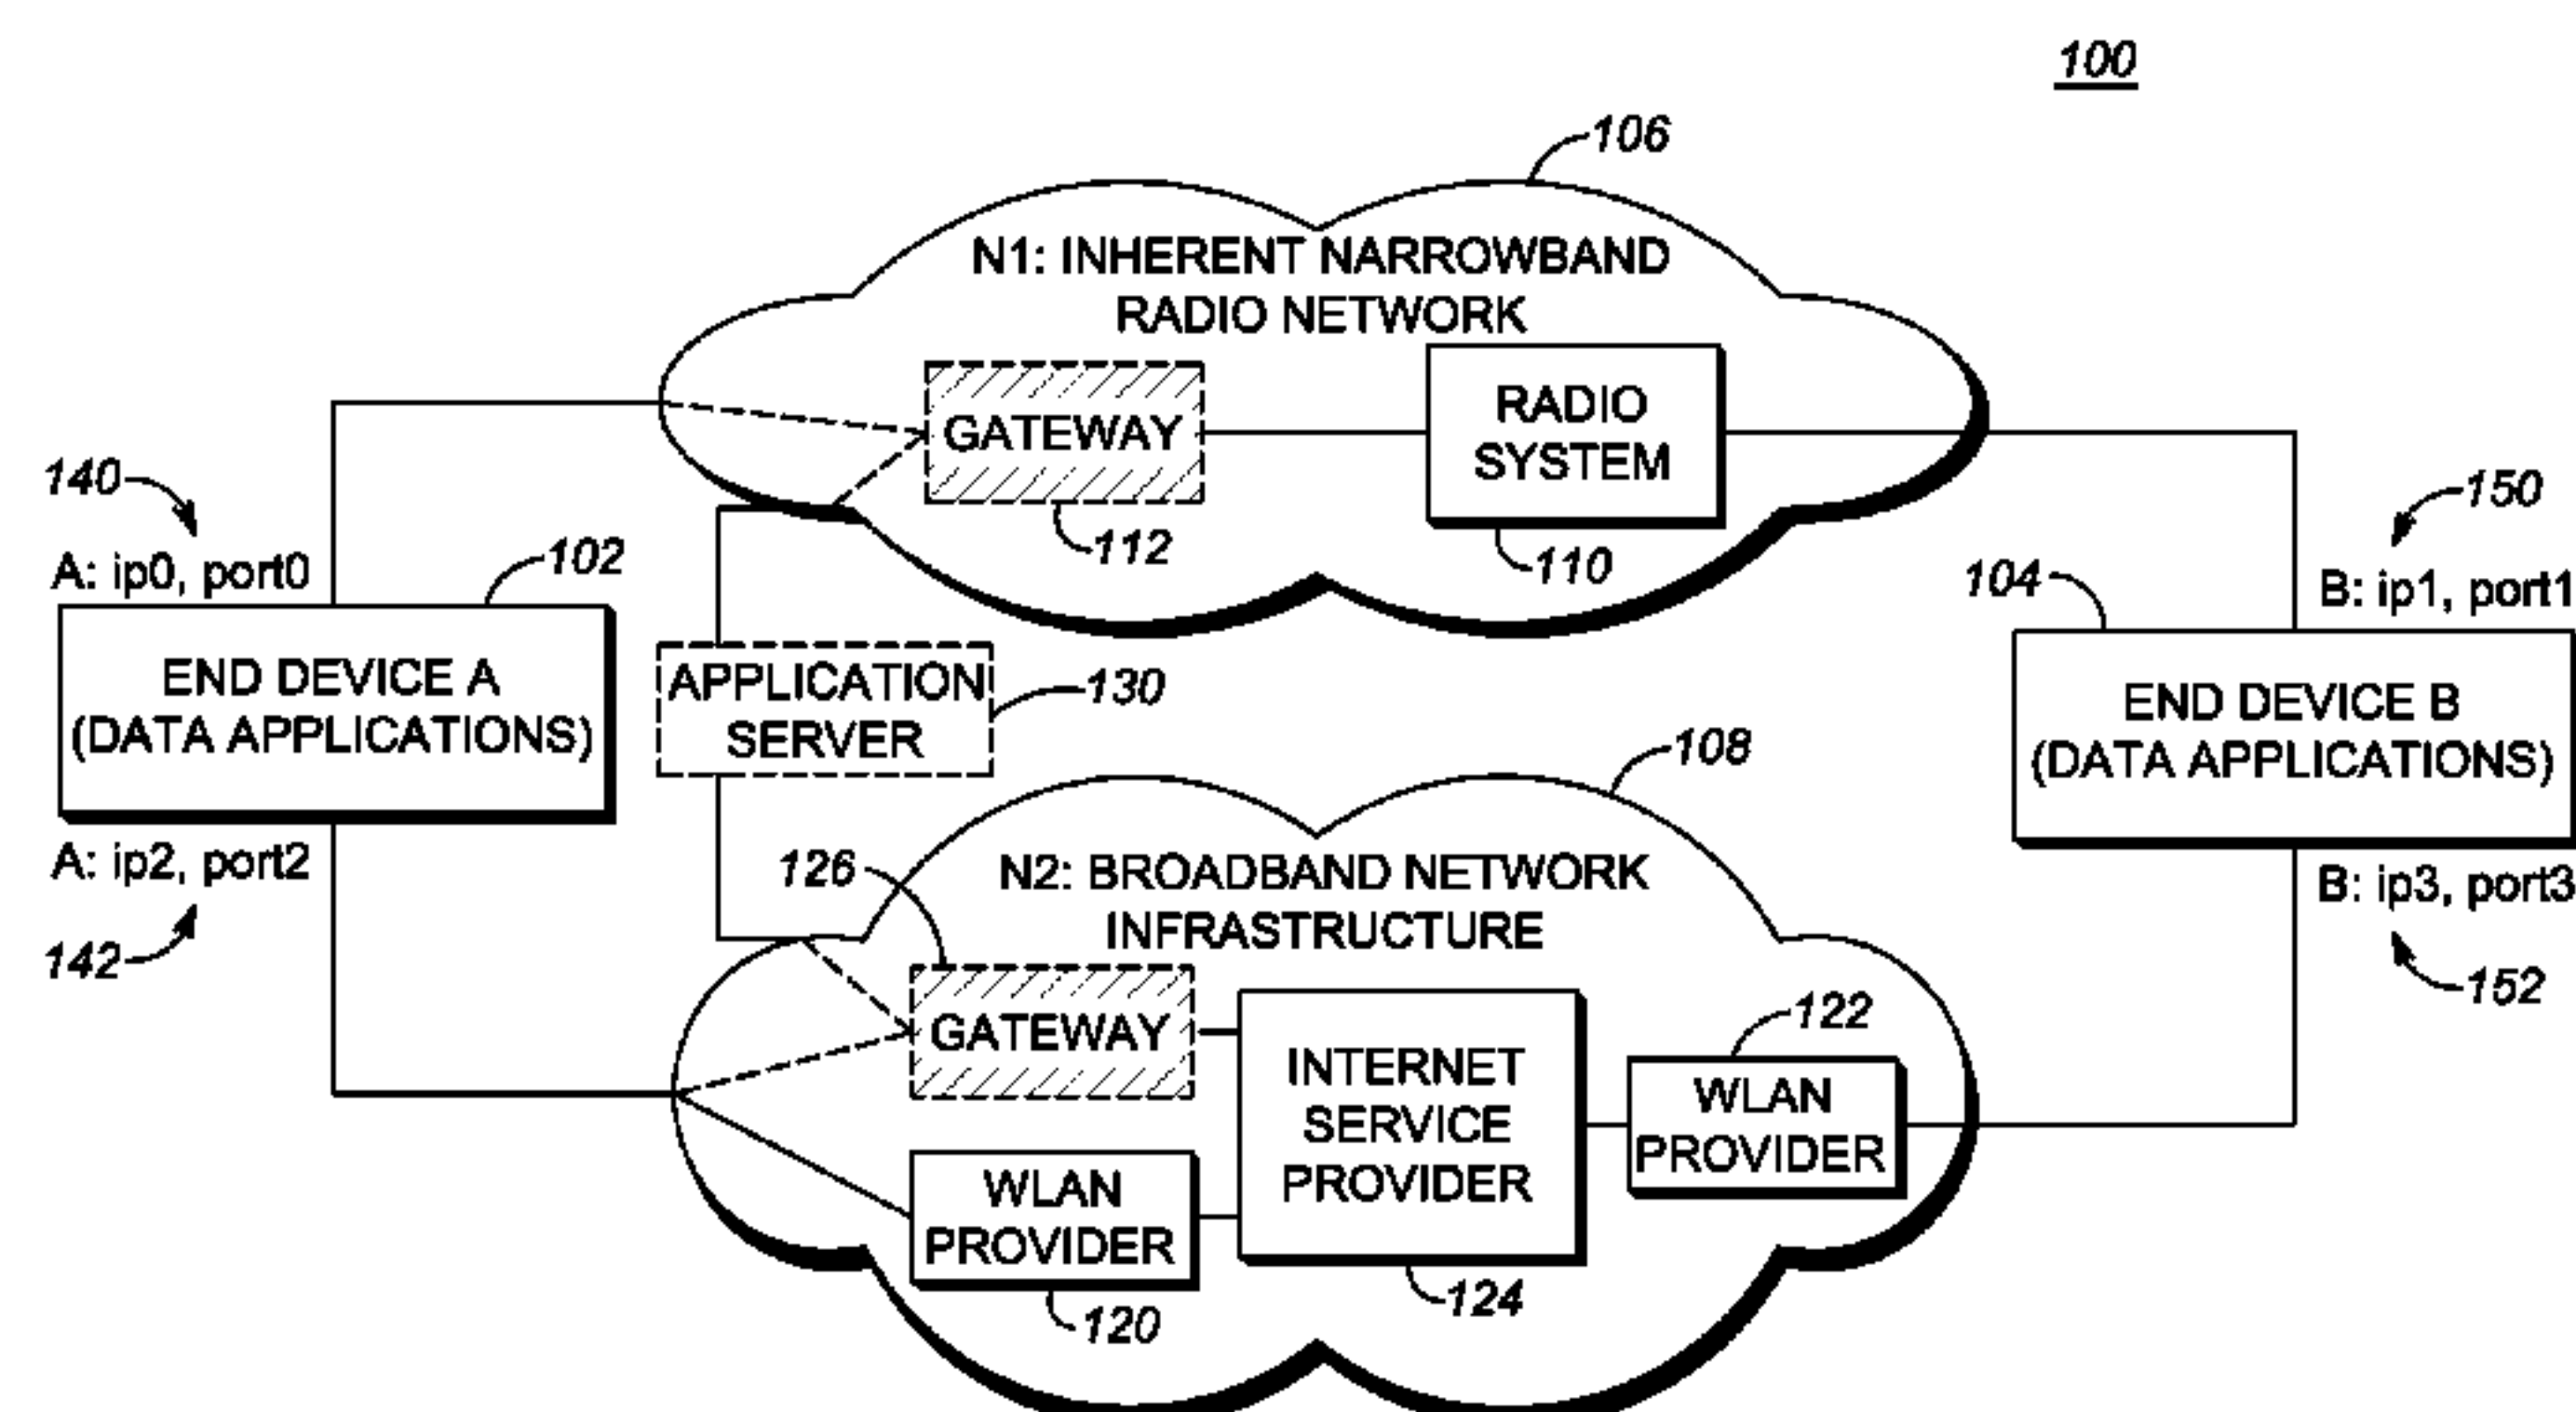 100
106
N1: INHERENT NARROWBAND
RADIO NETWORK
GATEWAY
RADIO
SYSTEM
112
110
140
A: ip0, port0
102
END DEVICE A
(DATA APPLICATIONS)
A: ip2, port2
142
APPLICATION
SERVER
130
150
B: ip1, port1
104
END DEVICE B
(DATA APPLICATIONS)
B: ip3, port3
152
108
126
N2: BROADBAND NETWORK
INFRASTRUCTURE
GATEWAY
INTERNET
SERVICE
PROVIDER
122
WLAN
PROVIDER
WLAN
PROVIDER
124
120